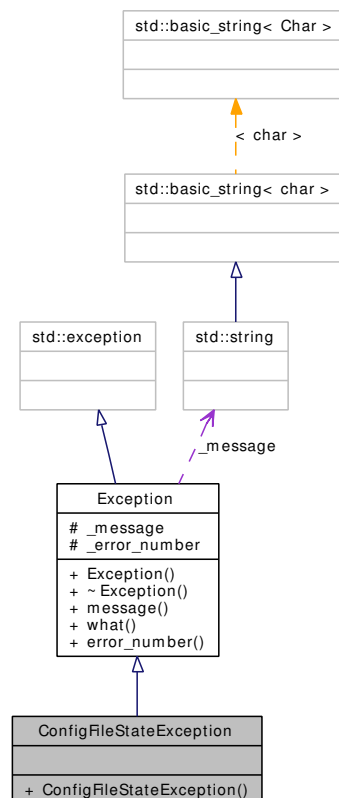 std::basic_string< Char >
< char >
std::basic_string< char >
std::exception
std::string
_message
Exception
# _message
# _error_number
+ Exception()
+ ~Exception()
+ message()
+ what()
+ error_number()
ConfigFileStateException
+ ConfigFileStateException()